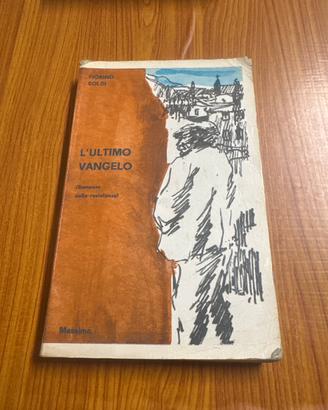 FIORINO
SOLDI
L'ULTIMO
VANGELO
(Romanzo
della resistenza)
Massimo